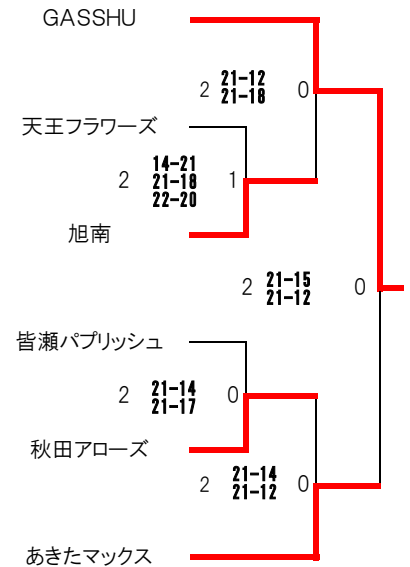 GASSHU
2 21-12 0
21-18
天王フラワーズ
14-21
2 21-18 1
22-20
旭南
2 21-15 0
21-12
皆瀬パプリッシュ
2 21-14 0
21-17
秋田アローズ
2 21-14 0
21-12
あきたマックス